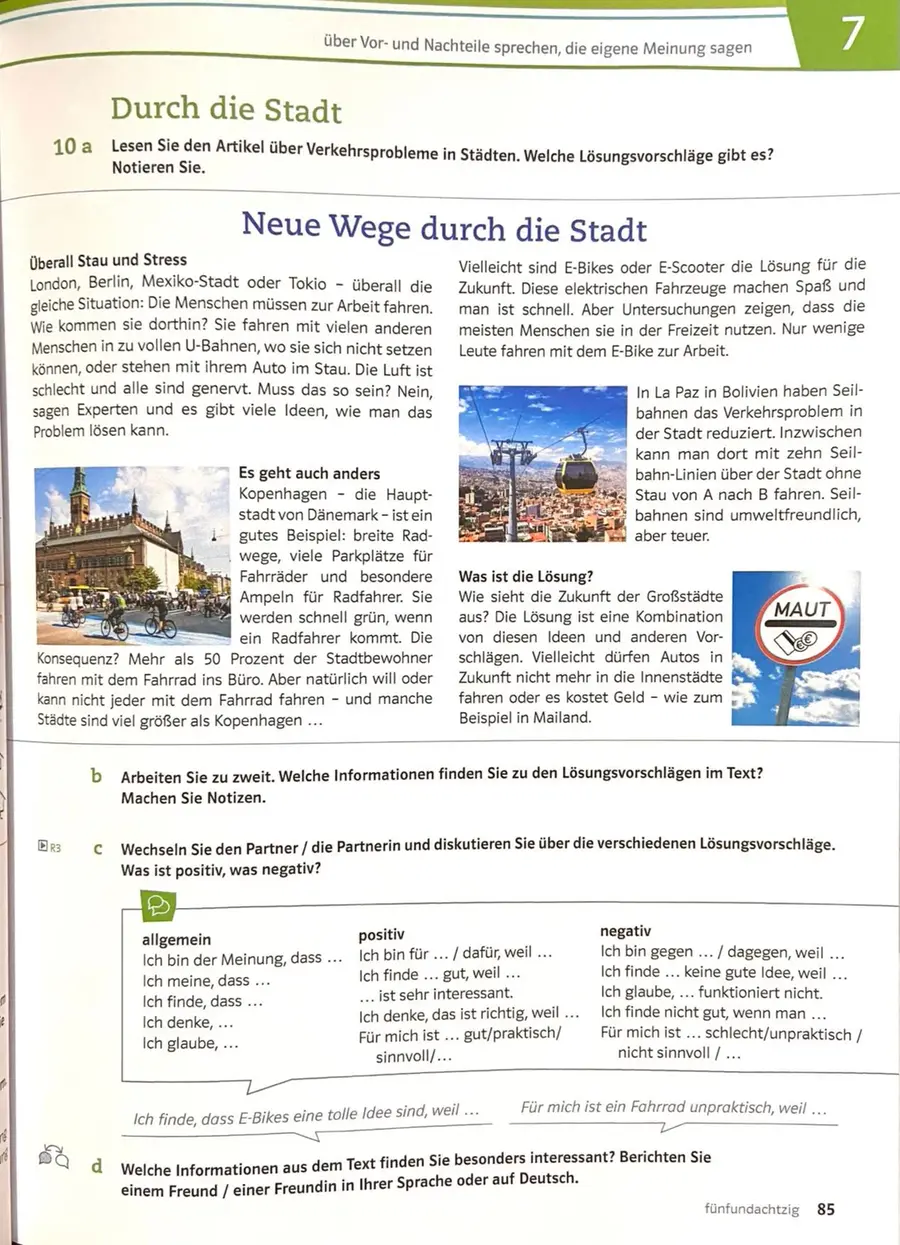 über Vor- und Nachteile sprechen, die eigene Meinung sagen
7
Durch die Stadt
10 a Lesen Sie den Artikel über Verkehrsprobleme in Städten. Welche Lösungsvorschläge gibt es?
Notieren Sie.
Neue Wege durch die Stadt
Überall Stau und Stress
London, Berlin, Mexiko-Stadt oder Tokio – überall die
gleiche Situation: Die Menschen müssen zur Arbeit fahren.
Wie kommen sie dorthin? Sie fahren mit vielen anderen
Menschen in zu vollen U-Bahnen, wo sie sich nicht setzen
können, oder stehen mit ihrem Auto im Stau. Die Luft ist
schlecht und alle sind genervt. Muss das so sein? Nein,
sagen Experten und es gibt viele Ideen, wie man das
Problem lösen kann.
Es geht auch anders
Kopenhagen – die Haupt-
stadt von Dänemark – ist ein
gutes Beispiel: breite Rad-
wege, viele Parkplätze für
Fahrräder und besondere
Ampeln für Radfahrer. Sie
werden schnell grün, wenn
ein Radfahrer kommt. Die
Konsequenz? Mehr als 50 Prozent der Stadtbewohner
fahren mit dem Fahrrad ins Büro. Aber natürlich will oder
kann nicht jeder mit dem Fahrrad fahren – und manche
Städte sind viel größer als Kopenhagen ...
Vielleicht sind E-Bikes oder E-Scooter die Lösung für die
Zukunft. Diese elektrischen Fahrzeuge machen Spaß und
man ist schnell. Aber Untersuchungen zeigen, dass die
meisten Menschen sie in der Freizeit nutzen. Nur wenige
Leute fahren mit dem E-Bike zur Arbeit.
In La Paz in Bolivien haben Seil-
bahnen das Verkehrsproblem in
der Stadt reduziert. Inzwischen
kann man dort mit zehn Seil-
bahn-Linien über der Stadt ohne
Stau von A nach B fahren. Seil-
bahnen sind umweltfreundlich,
aber teuer.
Was ist die Lösung?
Wie sieht die Zukunft der Großstädte
aus? Die Lösung ist eine Kombination
von diesen Ideen und anderen Vor-
schlägen. Vielleicht dürfen Autos in
Zukunft nicht mehr in die Innenstädte
fahren oder es kostet Geld – wie zum
Beispiel in Mailand.
MAUT
€
b Arbeiten Sie zu zweit. Welche Informationen finden Sie zu den Lösungsvorschlägen im Text?
Machen Sie Notizen.
R3
c Wechseln Sie den Partner / die Partnerin und diskutieren Sie über die verschiedenen Lösungsvorschläge.
Was ist positiv, was negativ?
allgemein
Ich bin der Meinung, dass ...
Ich meine, dass ...
Ich finde, dass ...
Ich denke, ...
Ich glaube, ...
positiv
Ich bin für ... / dafür, weil ...
Ich finde ... gut, weil ...
... ist sehr interessant.
Ich denke, das ist richtig, weil ...
Für mich ist ... gut/praktisch/
sinnvoll/...
negativ
Ich bin gegen ... / dagegen, weil ...
Ich finde ... keine gute Idee, weil ...
Ich glaube, ... funktioniert nicht.
Ich finde nicht gut, wenn man ...
Für mich ist ... schlecht/unpraktisch /
nicht sinnvoll / ...
Ich finde, dass E-Bikes eine tolle Idee sind, weil ...
Für mich ist ein Fahrrad unpraktisch, weil ...
d Welche Informationen aus dem Text finden Sie besonders interessant? Berichten Sie
einem Freund / einer Freundin in Ihrer Sprache oder auf Deutsch.
fünfundachtzig 85